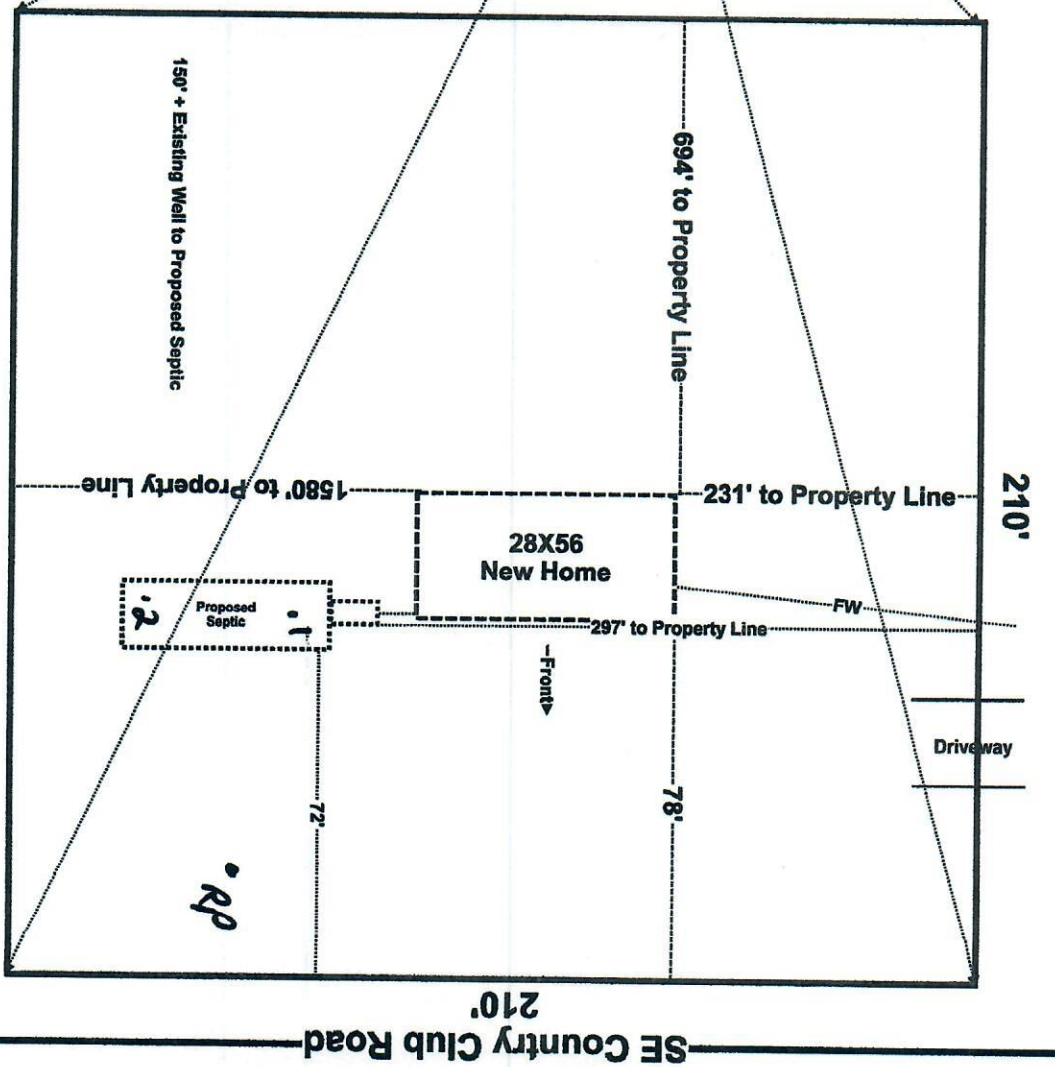 150' + Existing Well to Proposed Septic
694' to Property Line
210'
1580' to Property Line
231' to Property Line
28X56
New Home
FW
Proposed
Septic
.1
.2
297' to Property Line
--Front
Driveway
72'
78'
RP
210'
SE Country Club Road